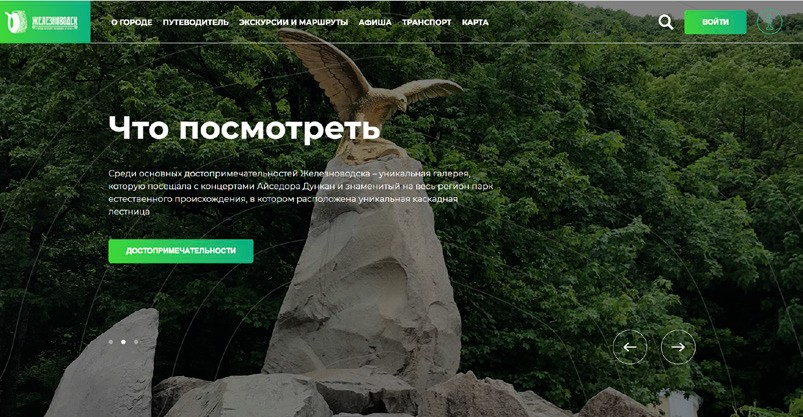 ЖЕЛЕЗНОВОДСК
О ГОРОДЕ ПУТЕВОДИТЕЛЬ ЭКСКУРСИИ И МАРШРУТЫ АФИША ТРАНСПОРТ КАРТА
ВОЙТИ
Что посмотреть
Среди основных достопримечательностей Железноводска – уникальная галерея,
которую посещала с концертами Айседора Дункан и знаменитый на весь регион парк
естественного происхождения, в котором расположена уникальная каскадная
лестница
ДОСТОПРИМЕЧАТЕЛЬНОСТИ